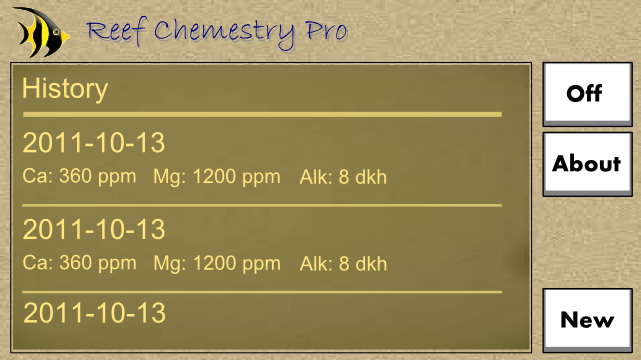 Reef Chemestry Pro
History
Off
2011-10-13
Ca: 360 ppm Mg: 1200 ppm Alk: 8 dkh
About
2011-10-13
Ca: 360 ppm Mg: 1200 ppm Alk: 8 dkh
2011-10-13
New